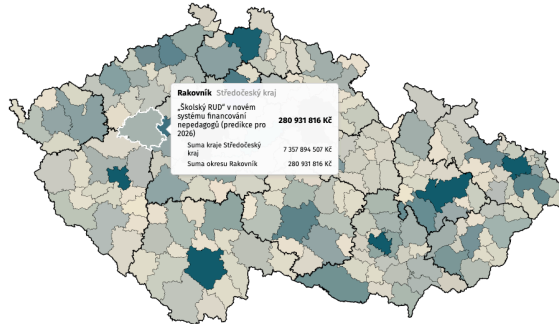 Rakovník Středočeský kraj
„Školský RUD“ v novém
systému financování
nepedagogů (predikce pro
2026) 280 931 816 Kč
Suma kraje Středočeský
kraj 7 357 894 507 Kč
Suma okresu Rakovník 280 931 816 Kč